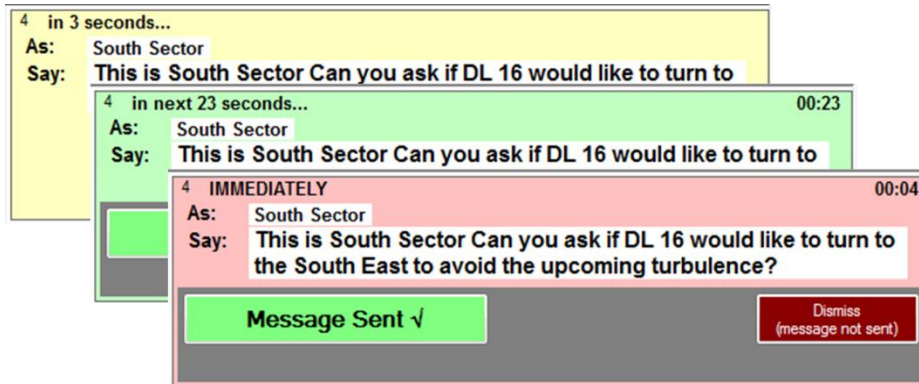 4 in 3 seconds...
As: South Sector
Say: This is South Sector Can you ask if DL 16 would like to turn to
4 in next 23 seconds... 00:23
As: South Sector
Say: This is South Sector Can you ask if DL 16 would like to turn to
4 IMMEDIATELY 00:04
As: South Sector
Say: This is South Sector Can you ask if DL 16 would like to turn to
the South East to avoid the upcoming turbulence?
Message Sent √
Dismiss
(message not sent)